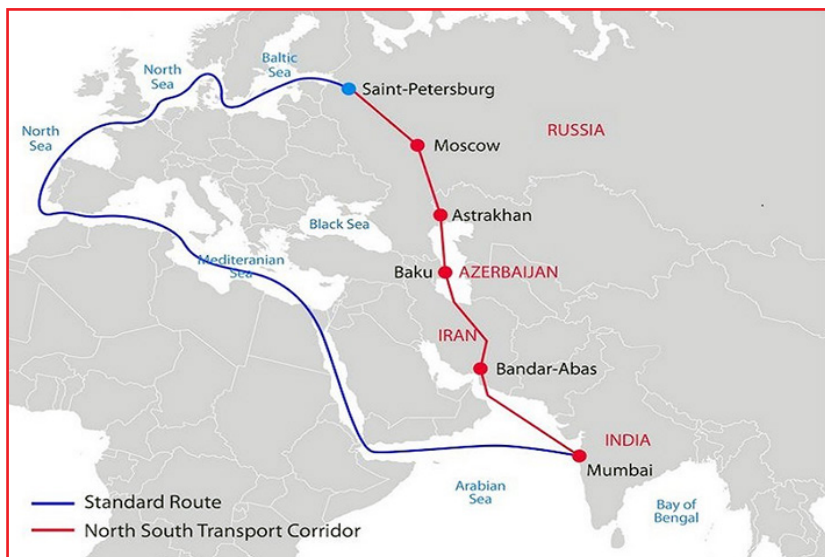 Baltic
Sea
North
Sea
Saint-Petersburg
North
Sea
RUSSIA
Moscow
Black Sea
Astrakhan
Mediteranian
Sea
Baku
AZERBAIJAN
IRAN
Bandar-Abas
INDIA
Mumbai
Arabian
Sea
Bay of
Bengal
Standard Route
North South Transport Corridor